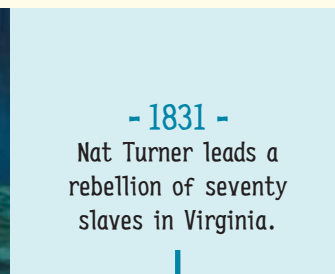 - 1831 -
Nat Turner leads a
rebellion of seventy
slaves in Virginia.